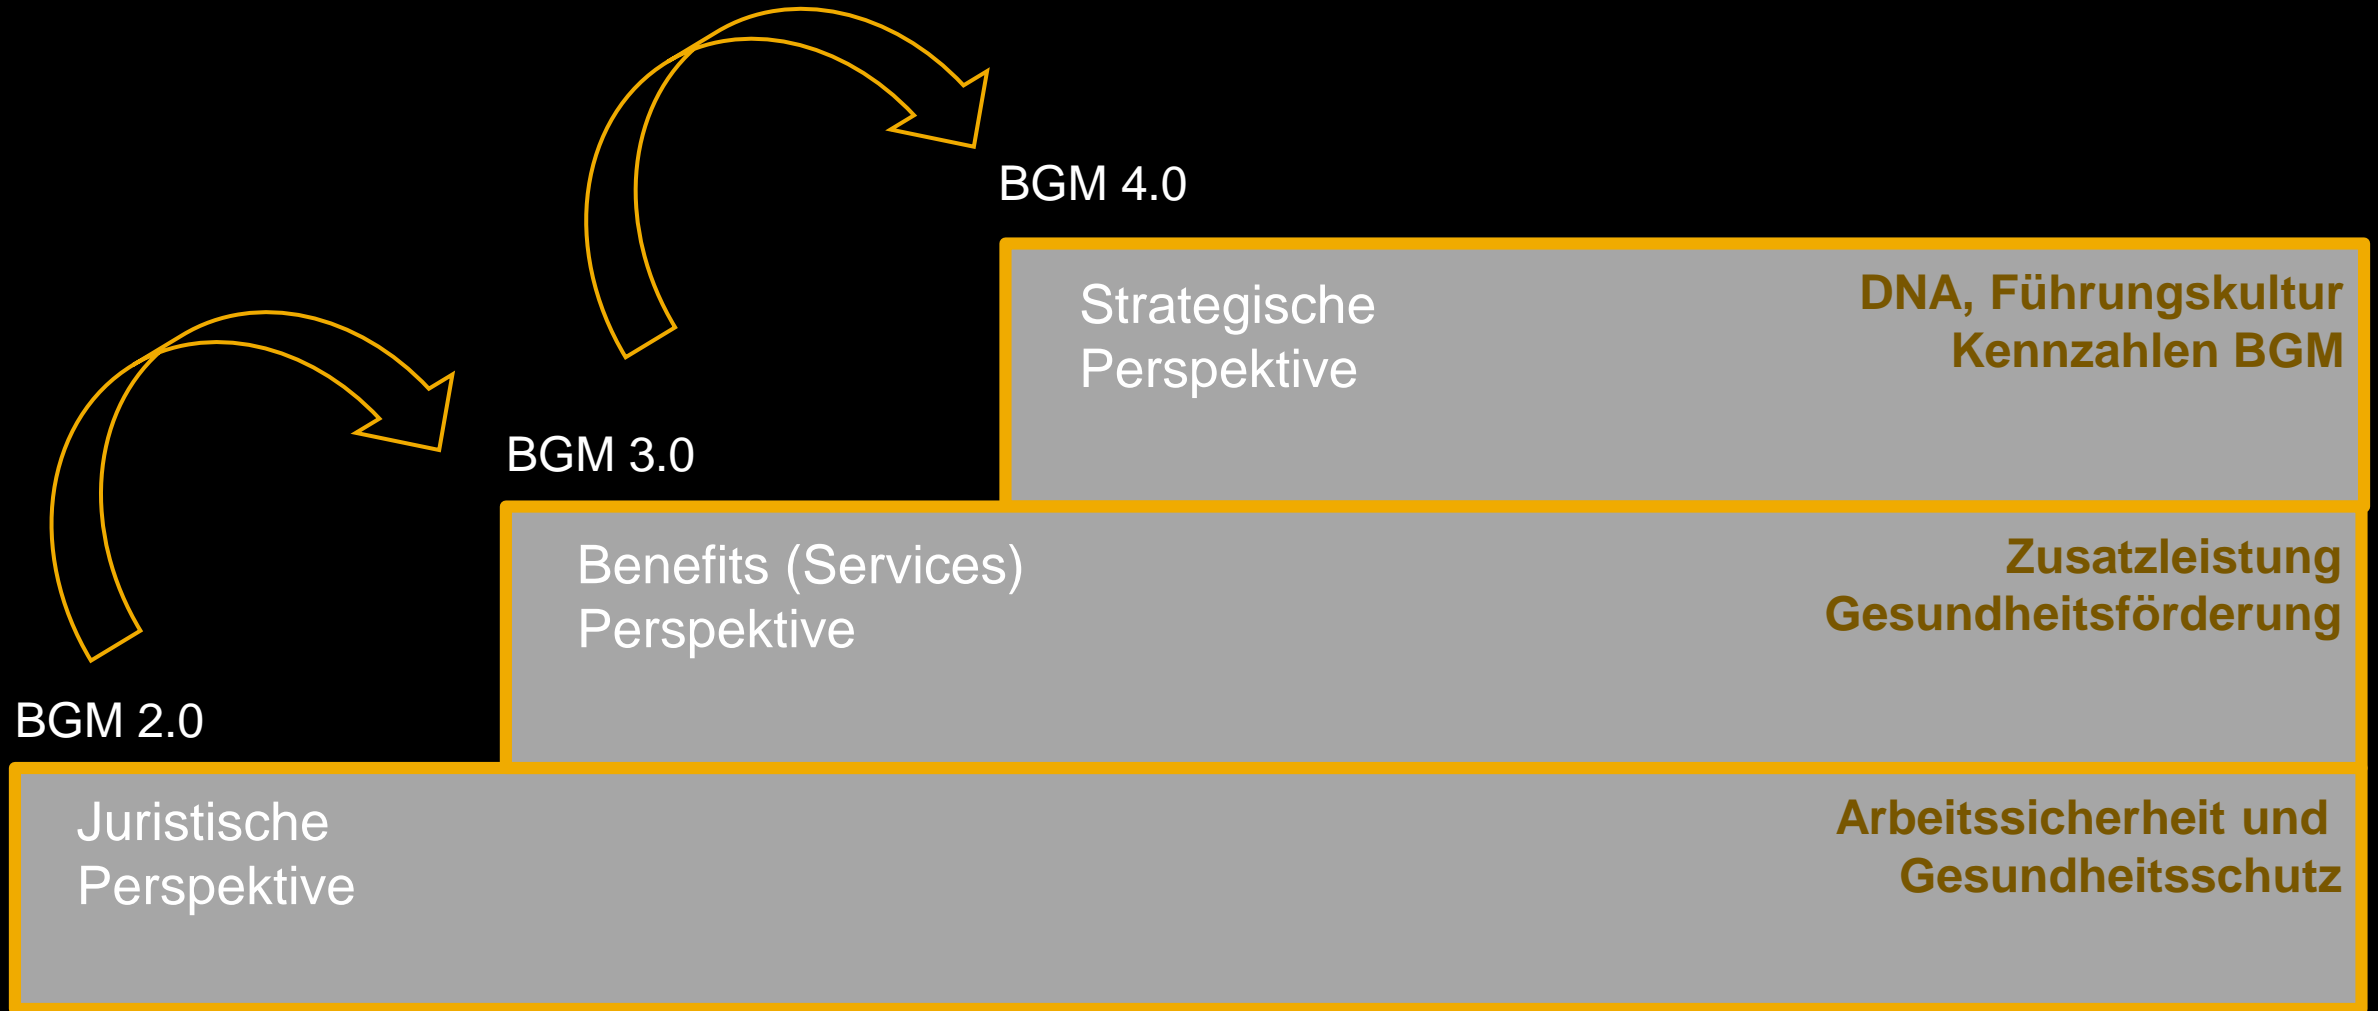 BGM 4.0
Strategische
Perspektive
DNA, Führungskultur
Kennzahlen BGM
BGM 3.0
Benefits (Services)
Perspektive
Zusatzleistung
Gesundheitsförderung
BGM 2.0
Juristische
Perspektive
Arbeitssicherheit und
Gesundheitsschutz